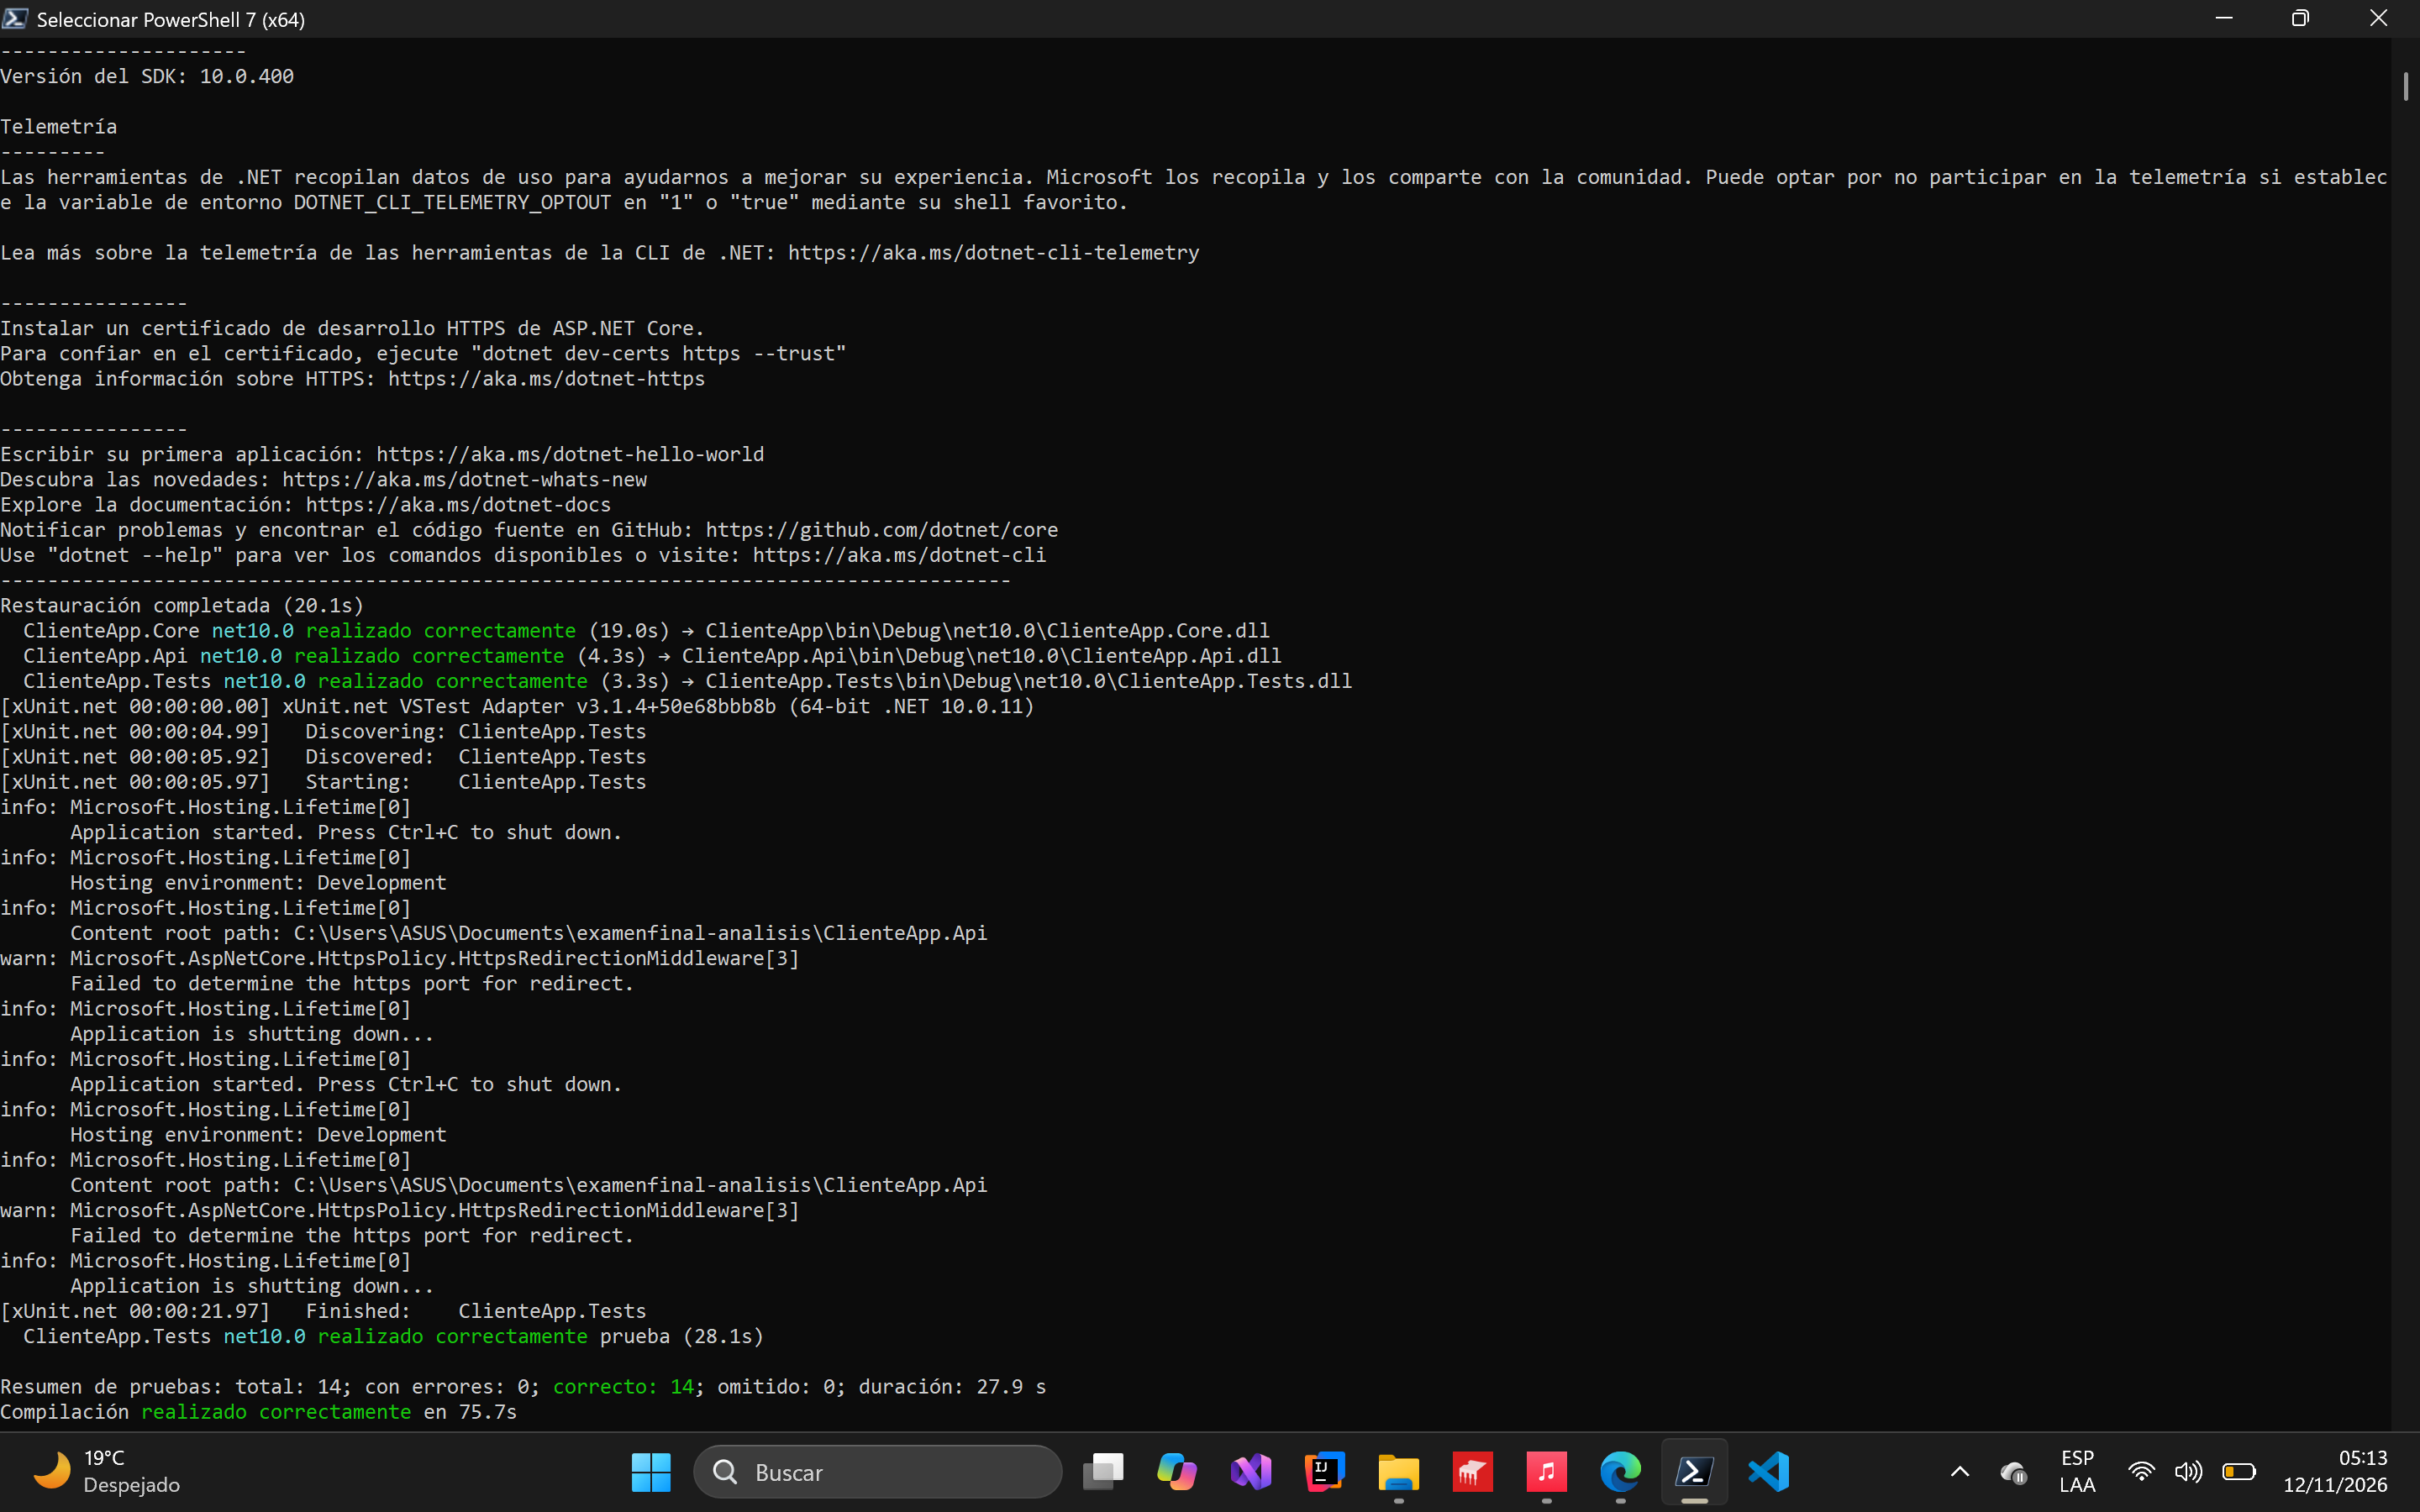 Seleccionar PowerShell 7 (x64)
---------------------
Versión del SDK: 10.0.400
Telemetría
---------
Las herramientas de .NET recopilan datos de uso para ayudarnos a mejorar su experiencia. Microsoft los recopila y los comparte con la comunidad. Puede optar por no participar en la telemetría si establec
e la variable de entorno DOTNET_CLI_TELEMETRY_OPTOUT en "1" o "true" mediante su shell favorito.
Lea más sobre la telemetría de las herramientas de la CLI de .NET: https://aka.ms/dotnet-cli-telemetry
----------------
Instalar un certificado de desarrollo HTTPS de ASP.NET Core.
Para confiar en el certificado, ejecute "dotnet dev-certs https --trust"
Obtenga información sobre HTTPS: https://aka.ms/dotnet-https
----------------
Escribir su primera aplicación: https://aka.ms/dotnet-hello-world
Descubra las novedades: https://aka.ms/dotnet-whats-new
Explore la documentación: https://aka.ms/dotnet-docs
Notificar problemas y encontrar el código fuente en GitHub: https://github.com/dotnet/core
Use "dotnet --help" para ver los comandos disponibles o visite: https://aka.ms/dotnet-cli
--------------------------------------------------------------------------------------
Restauración completada (20.1s)
  ClienteApp.Core net10.0 realizado correctamente (19.0s) → ClienteApp\bin\Debug\net10.0\ClienteApp.Core.dll
  ClienteApp.Api net10.0 realizado correctamente (4.3s) → ClienteApp.Api\bin\Debug\net10.0\ClienteApp.Api.dll
  ClienteApp.Tests net10.0 realizado correctamente (3.3s) → ClienteApp.Tests\bin\Debug\net10.0\ClienteApp.Tests.dll
[xUnit.net 00:00:00.00] xUnit.net VSTest Adapter v3.1.4+50e68bbb8b (64-bit .NET 10.0.11)
[xUnit.net 00:00:04.99]   Discovering: ClienteApp.Tests
[xUnit.net 00:00:05.92]   Discovered:  ClienteApp.Tests
[xUnit.net 00:00:05.97]   Starting:    ClienteApp.Tests
info: Microsoft.Hosting.Lifetime[0]
      Application started. Press Ctrl+C to shut down.
info: Microsoft.Hosting.Lifetime[0]
      Hosting environment: Development
info: Microsoft.Hosting.Lifetime[0]
      Content root path: C:\Users\ASUS\Documents\examenfinal-analisis\ClienteApp.Api
warn: Microsoft.AspNetCore.HttpsPolicy.HttpsRedirectionMiddleware[3]
      Failed to determine the https port for redirect.
info: Microsoft.Hosting.Lifetime[0]
      Application is shutting down...
info: Microsoft.Hosting.Lifetime[0]
      Application started. Press Ctrl+C to shut down.
info: Microsoft.Hosting.Lifetime[0]
      Hosting environment: Development
info: Microsoft.Hosting.Lifetime[0]
      Content root path: C:\Users\ASUS\Documents\examenfinal-analisis\ClienteApp.Api
warn: Microsoft.AspNetCore.HttpsPolicy.HttpsRedirectionMiddleware[3]
      Failed to determine the https port for redirect.
info: Microsoft.Hosting.Lifetime[0]
      Application is shutting down...
[xUnit.net 00:00:21.97]   Finished:    ClienteApp.Tests
  ClienteApp.Tests net10.0 realizado correctamente prueba (28.1s)
Resumen de pruebas: total: 14; con errores: 0; correcto: 14; omitido: 0; duración: 27.9 s
Compilación realizado correctamente en 75.7s
19°C
Despejado
Buscar
IJ
ESP
LAA
05:13
12/11/2026